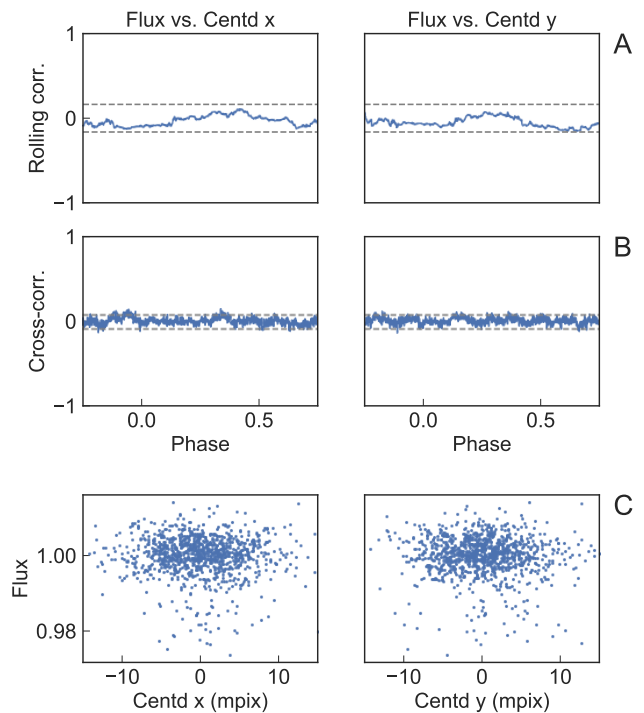 Flux vs. Centd x
Flux vs. Centd y
A
Rolling corr.
1
0
−1
B
Cross-corr.
1
0
−1
0.0
0.5
0.0
0.5
Phase
Phase
C
Flux
1.00
0.98
−10
0
10
−10
0
10
Centd x (mpix)
Centd y (mpix)